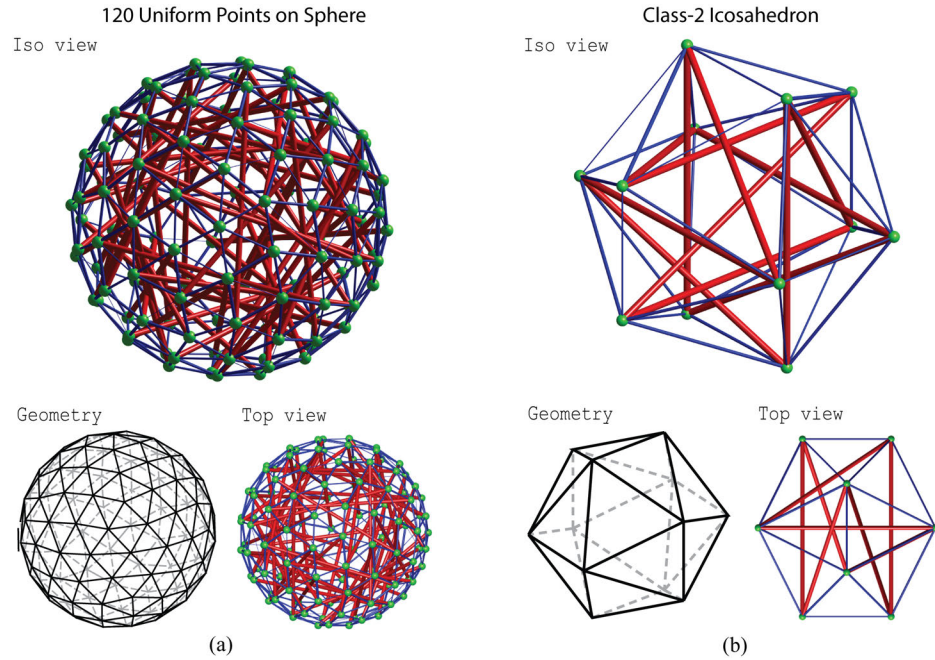 120 Uniform Points on Sphere
Iso view
Geometry
Top view
(a)
Class-2 Icosahedron
Iso view
Geometry
Top view
(b)